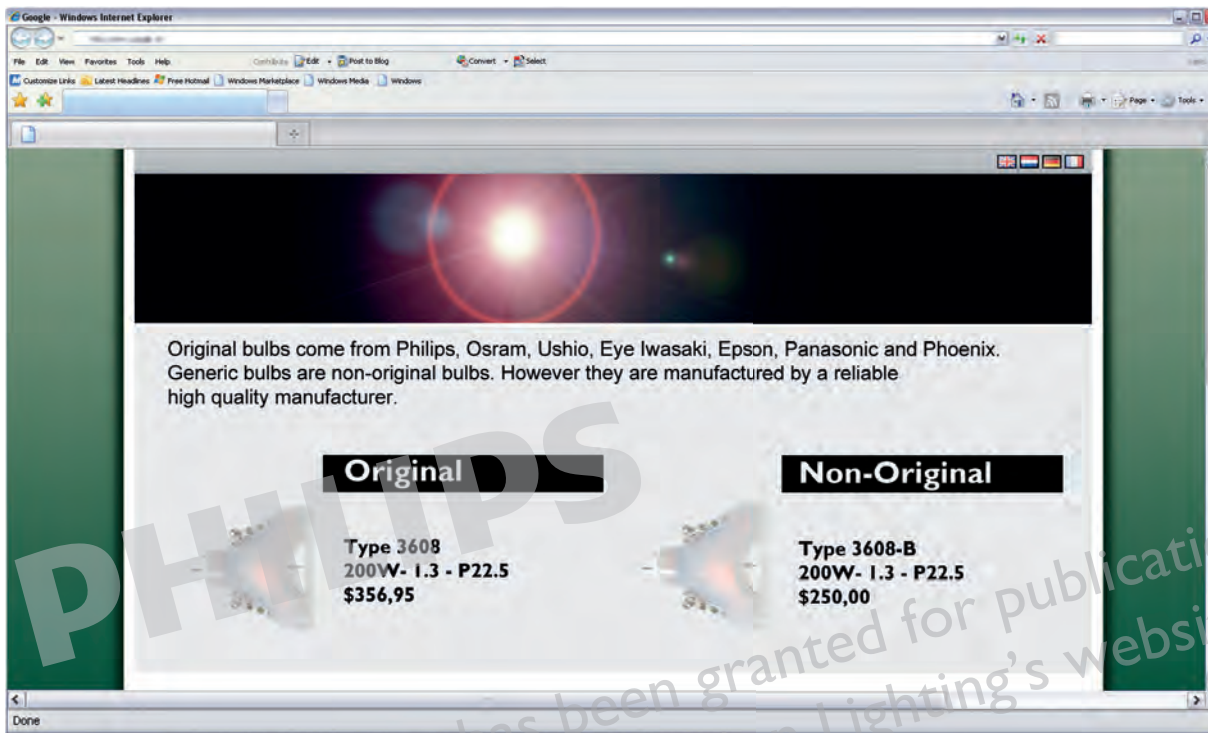 Google - Windows Internet Explorer
File Edit View Favorites Tools Help Contribute Edit Post to Blog Convert Select
Customize Links Latest Headlines Free Hotmail Windows Marketplace Windows Media Windows
Page Tools
Original bulbs come from Philips, Osram, Ushio, Eye Iwasaki, Epson, Panasonic and Phoenix.
Generic bulbs are non-original bulbs. However they are manufactured by a reliable
high quality manufacturer.
Original
Non-Original
Type 3608
200W- 1.3 - P22.5
$356,95
Type 3608-B
200W- 1.3 - P22.5
$250,00
PHILIPS
has been granted for
Lighting's
Done